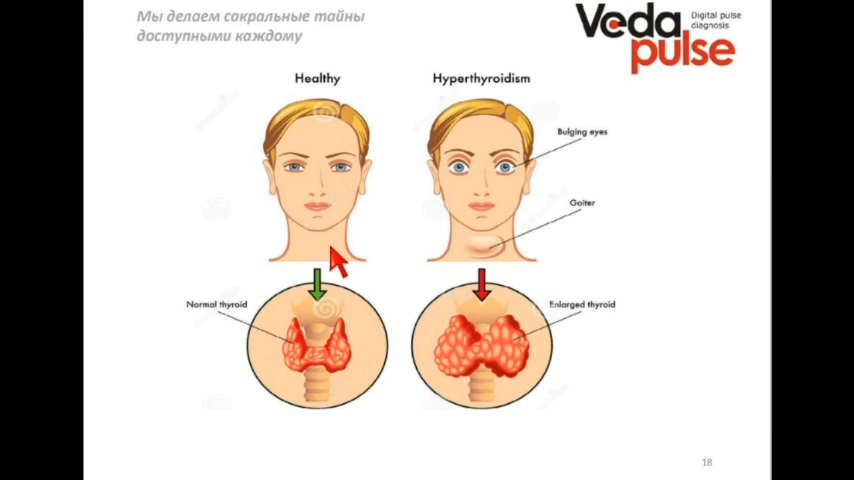 Мы делаем сакральные тайны
доступными каждому
Veda
pulse
Digital pulse
diagnosis
Healthy
Hyperthyroidism
Bulging eyes
Goiter
Normal thyroid
Enlarged thyroid
18